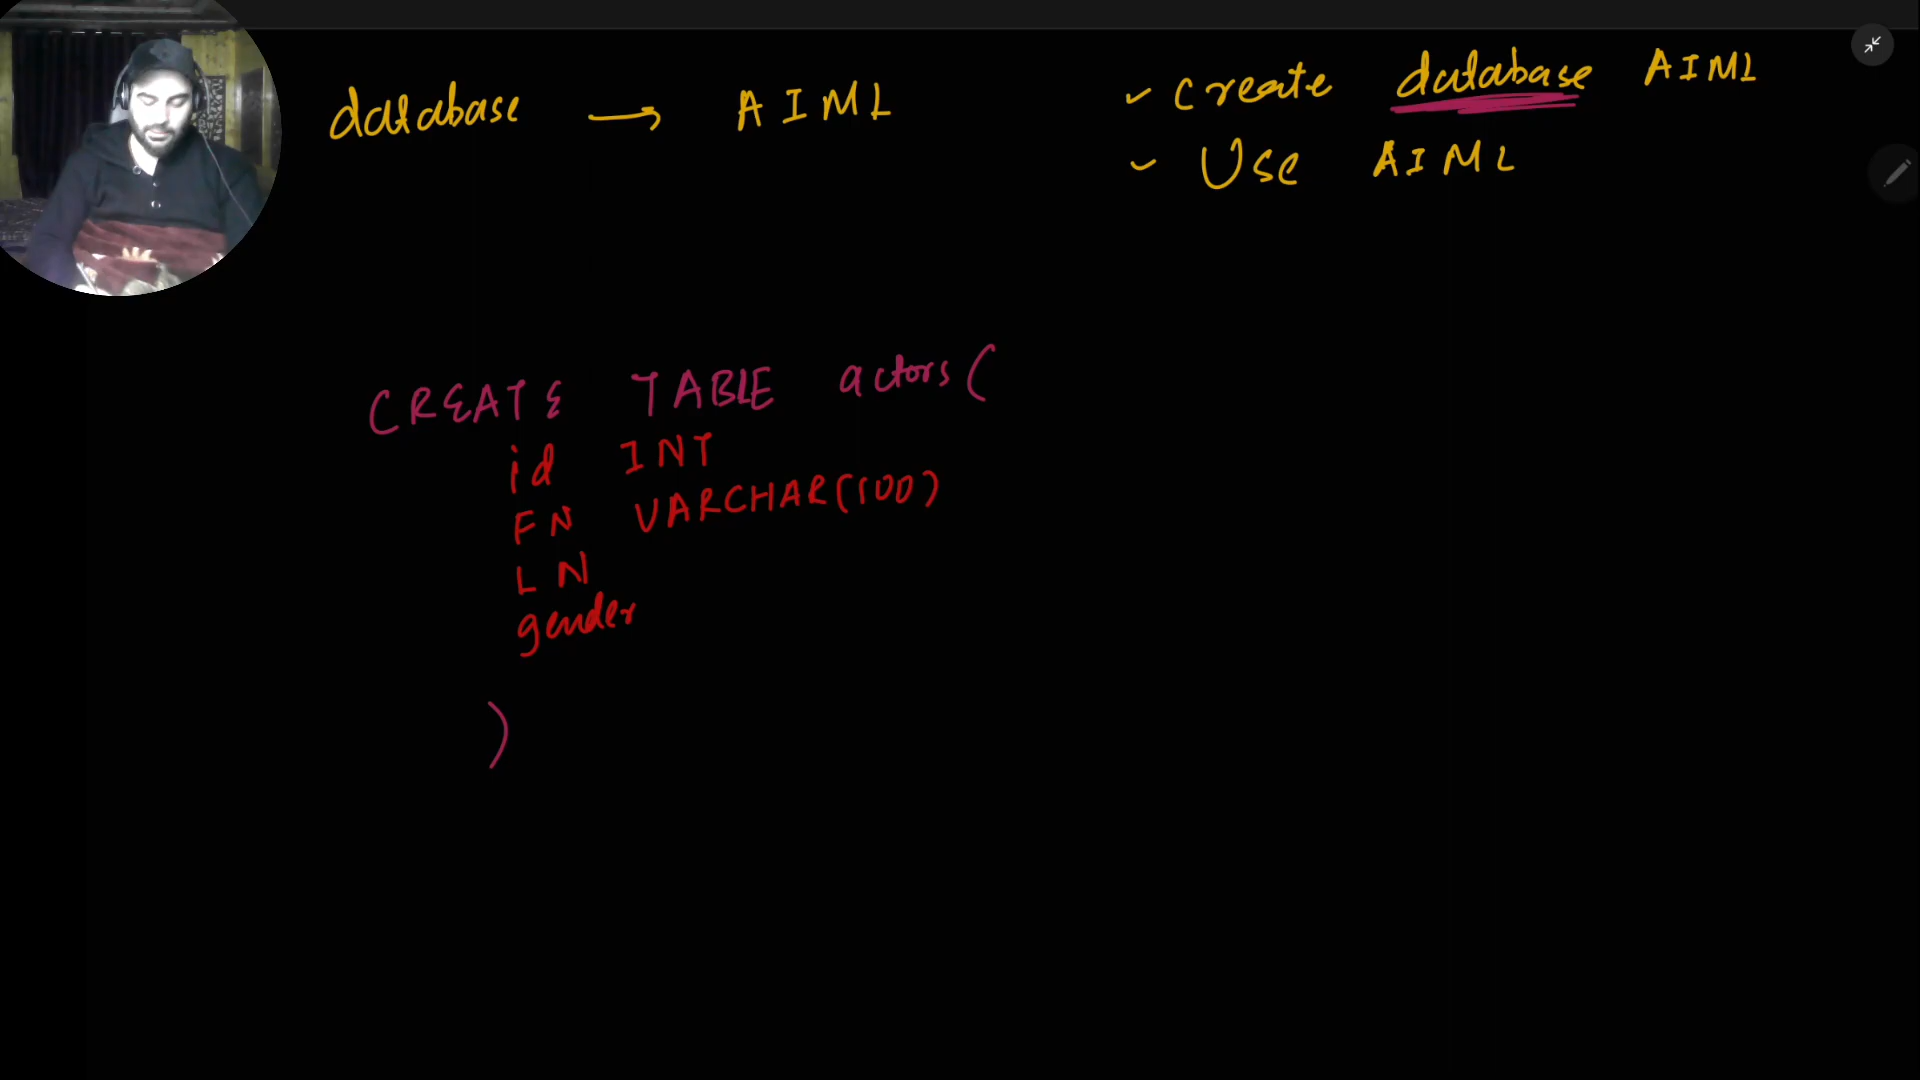 database → AIML
create database AIML
Use AIML
CREATE TABLE actors(
id INT
FN VARCHAR(100)
LN
gender
)